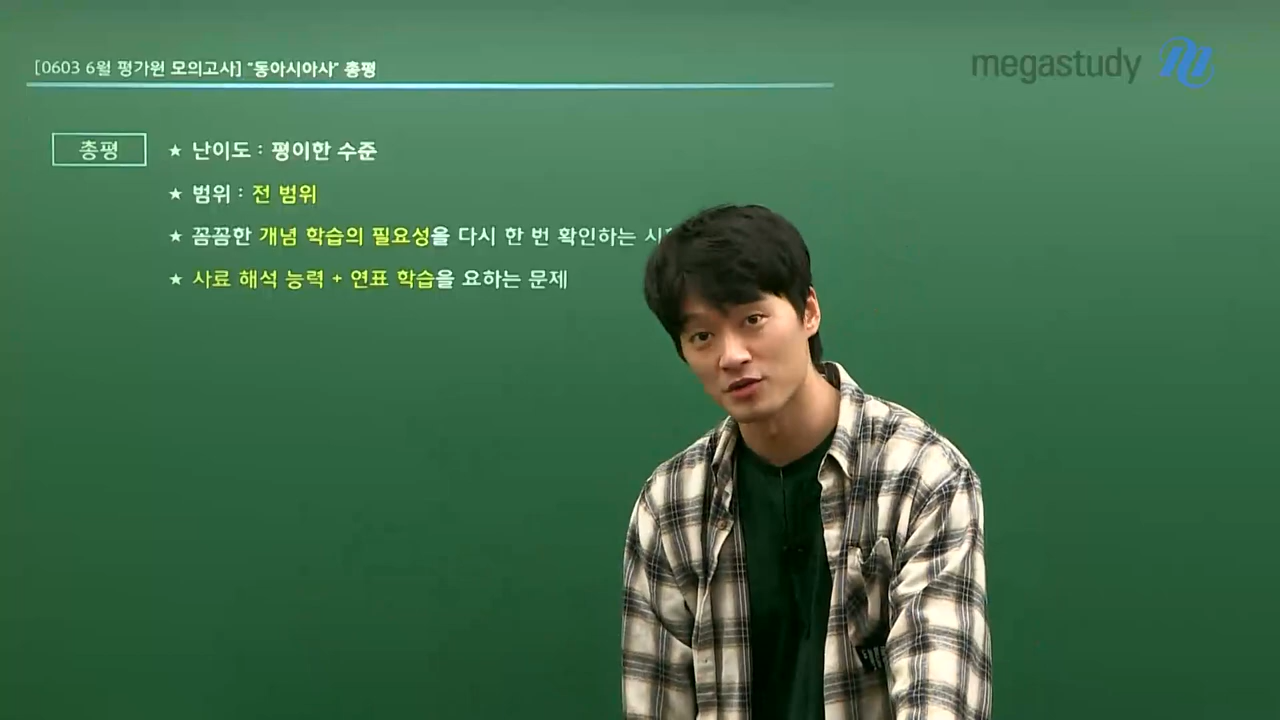 [0603 6월 평가원 모의고사] "동아시아사" 총평
megastudy
총평
★ 난이도 : 평이한 수준
★ 범위 : 전 범위
★ 꼼꼼한 개념 학습의 필요성을 다시 한 번 확인하는
★ 사료 해석 능력 + 연표 학습을 요하는 문제